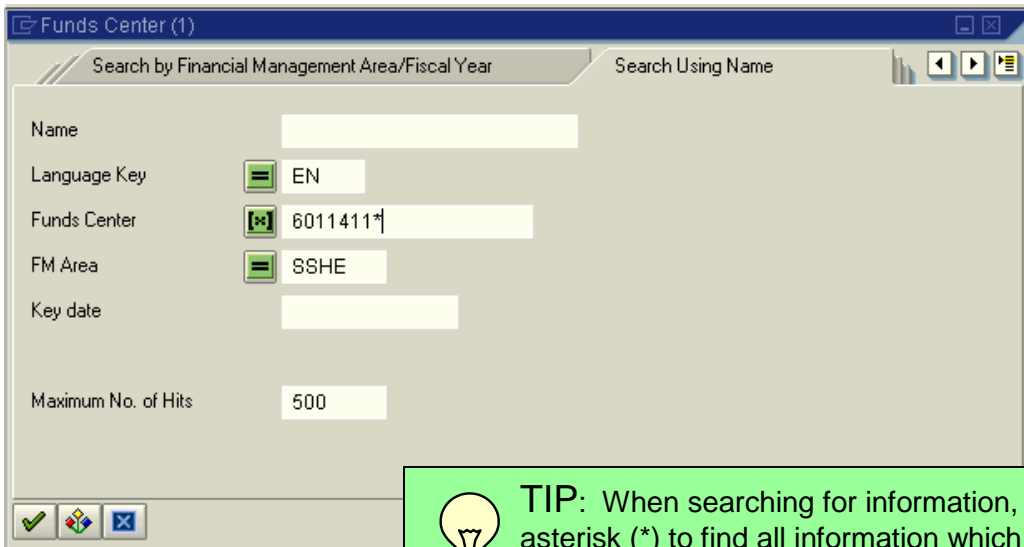 Funds Center (1)
Search by Financial Management Area/Fiscal Year Search Using Name
Name
Language Key = EN
Funds Center [*] 6011411*
FM Area = SSHE
Key date
Maximum No. of Hits 500
TIP: When searching for information,
asterisk (*) to find all information which